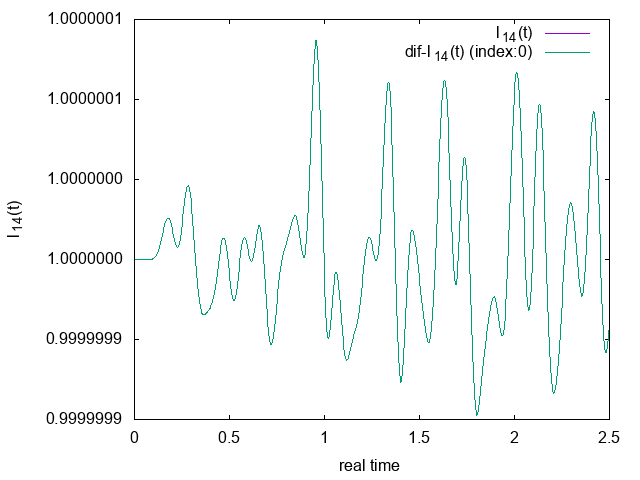 1.0000001
1.0000001
1.0000000
1.0000000
0.9999999
0.9999999
I14(t)
I14(t)
dif-I14(t) (index:0)
0 0.5 1 1.5 2 2.5
real time